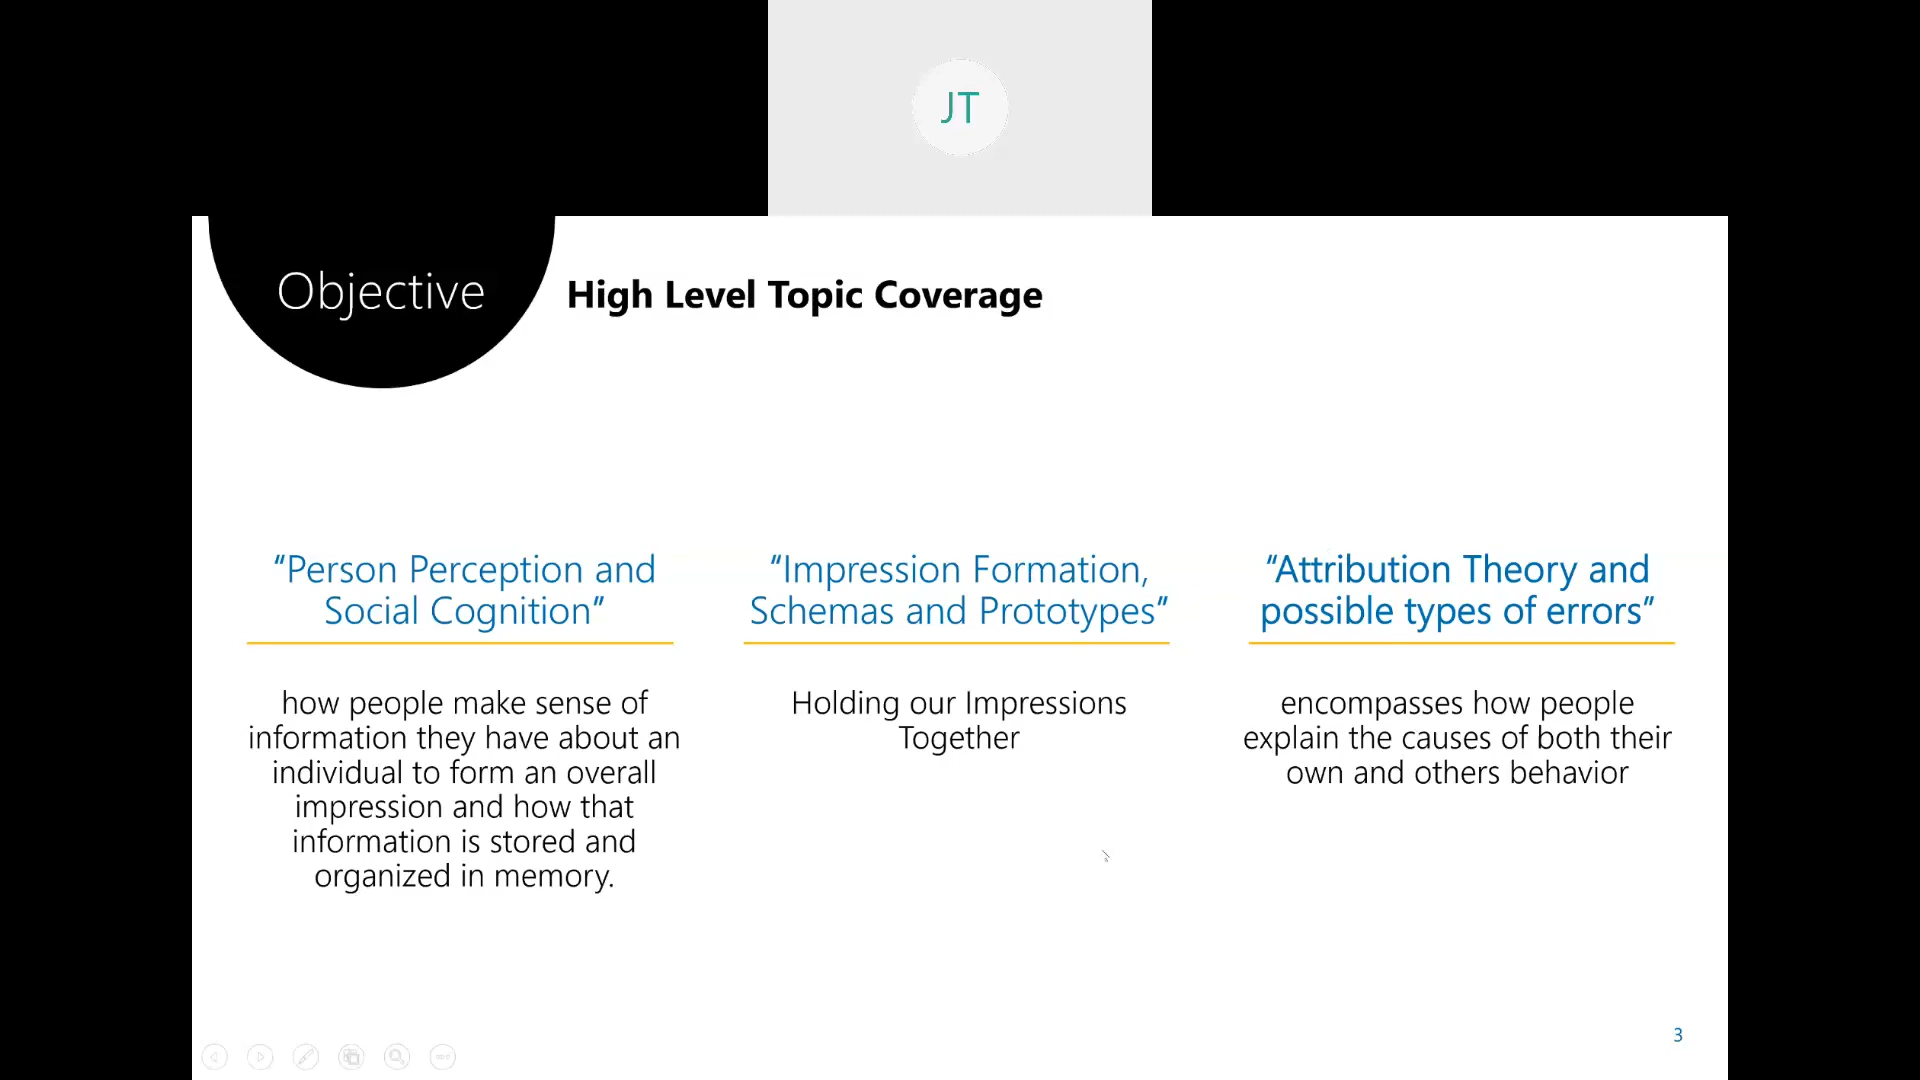 JT
Objective
High Level Topic Coverage
“Person Perception and
Social Cognition”
how people make sense of
information they have about an
individual to form an overall
impression and how that
information is stored and
organized in memory.
“Impression Formation,
Schemas and Prototypes”
Holding our Impressions
Together
“Attribution Theory and
possible types of errors”
encompasses how people
explain the causes of both their
own and others behavior
3